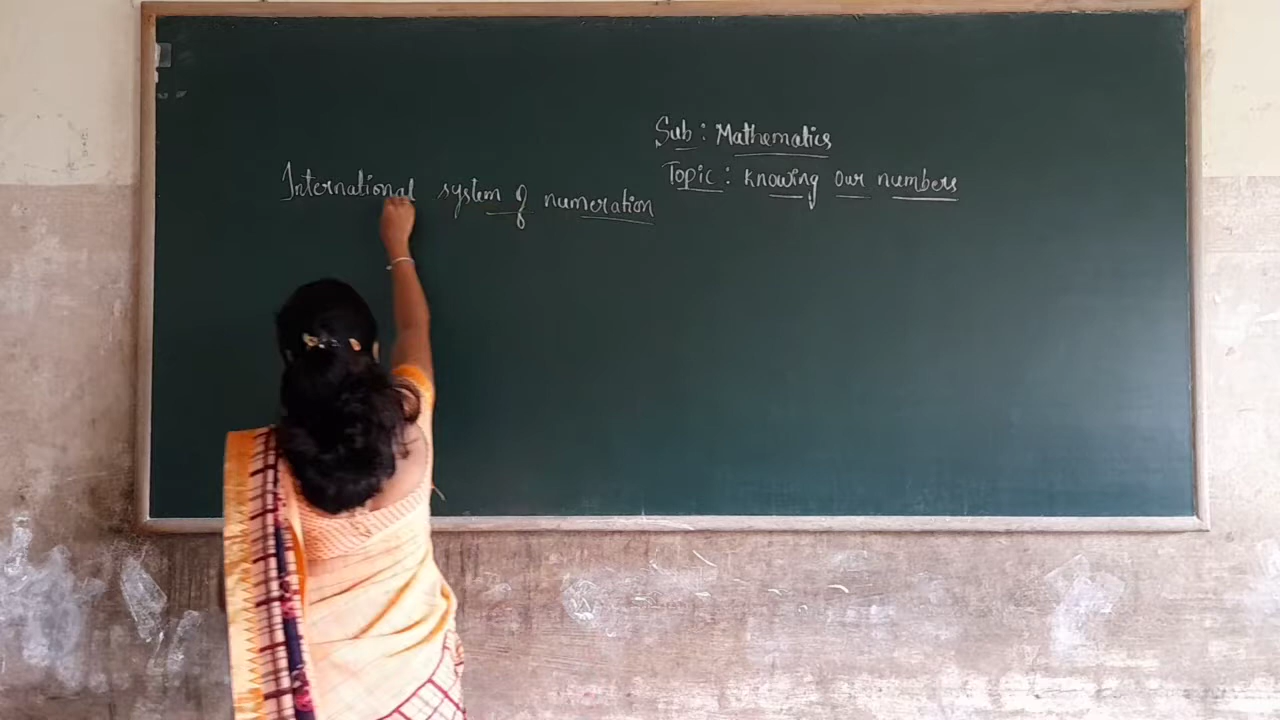 Sub : Mathematics
Topic : knowing our numbers
International system of numeration